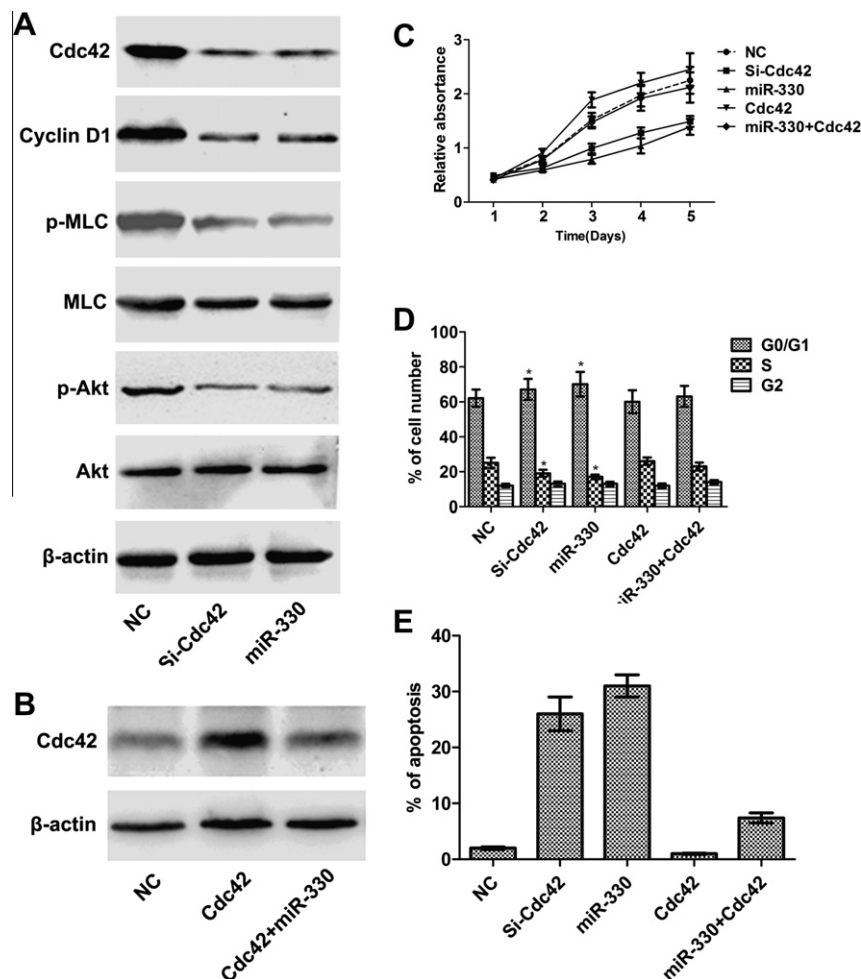 A
Cdc42
Cyclin D1
p-MLC
MLC
p-Akt
Akt
β-actin
NC
Si-Cdc42
miR-330
B
Cdc42
β-actin
NC
Cdc42
Cdc42+miR-330
C
Relative absortance
3
2
1
0
1 2 3 4 5
Time(Days)
NC
Si-Cdc42
miR-330
Cdc42
miR-330+Cdc42
D
% of cell number
100
80
60
40
20
0
* * * *
G0/G1
S
G2
NC
Si-Cdc42
miR-330
Cdc42
miR-330+Cdc42
E
% of apoptosis
40
30
20
10
0
NC
Si-Cdc42
miR-330
Cdc42
miR-330+Cdc42